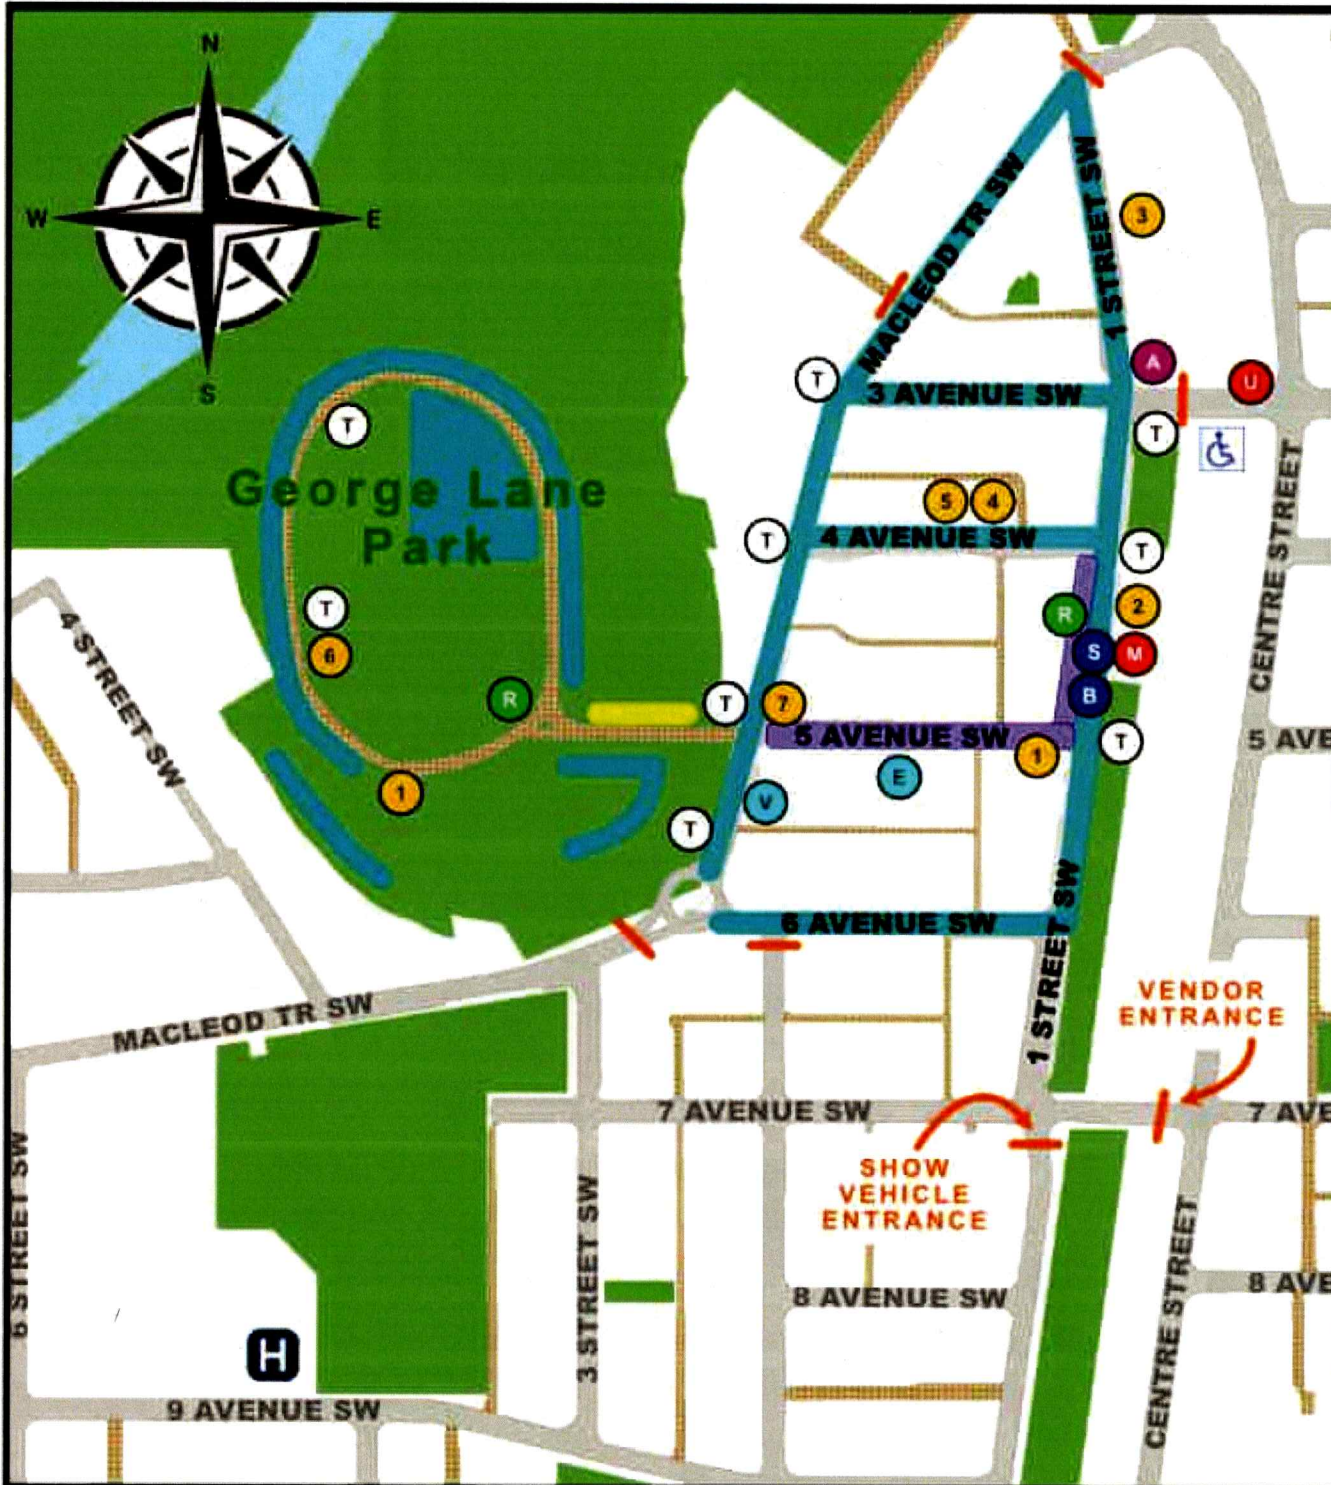 N
W
E
S
3
MACLEOD TR SW
1 STREET SW
A
U
T
3 AVENUE SW
T
T
George Lane
Park
5
4
CENTRE STREET
T
4 AVENUE SW
T
T
R
2
6
S
M
4 STREET SW
R
T
7
B
5 AVENUE SW
1
T
5 AVE
E
1
V
T
6 AVENUE SW
1 STREET SW
VENDOR
ENTRANCE
MACLEOD TR SW
7 AVENUE SW
7 AVE
SHOW
VEHICLE
ENTRANCE
6 STREET SW
3 STREET SW
8 AVENUE SW
8 AVE
CENTRE STREET
H
9 AVENUE SW